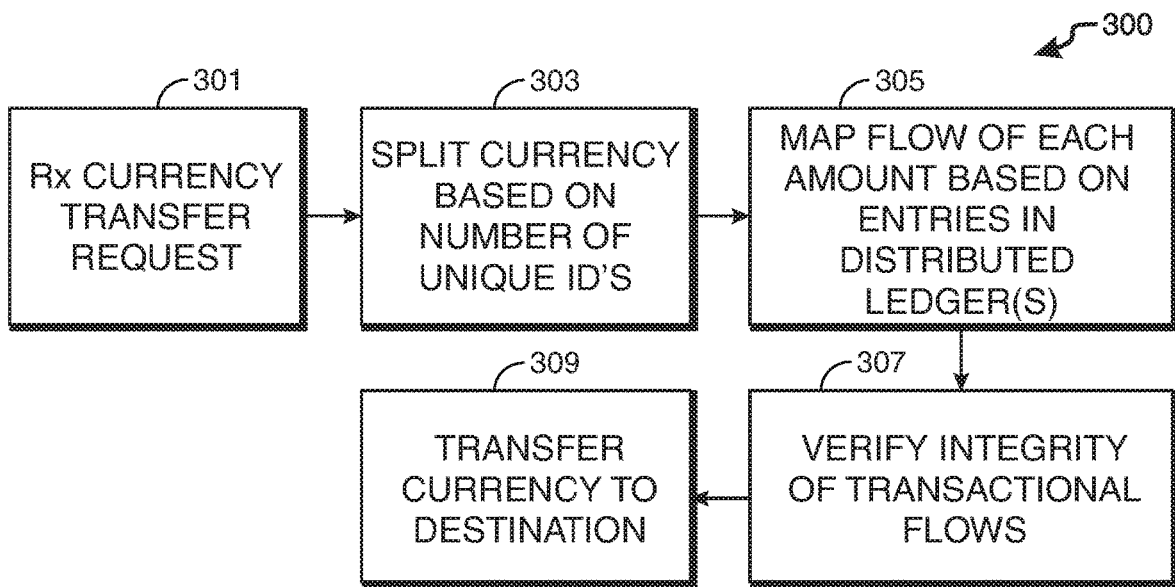 300
301
Rx CURRENCY
TRANSFER
REQUEST
303
SPLIT CURRENCY
BASED ON
NUMBER OF
UNIQUE ID'S
305
MAP FLOW OF EACH
AMOUNT BASED ON
ENTRIES IN
DISTRIBUTED
LEDGER(S)
307
VERIFY INTEGRITY
OF TRANSACTIONAL
FLOWS
309
TRANSFER
CURRENCY TO
DESTINATION